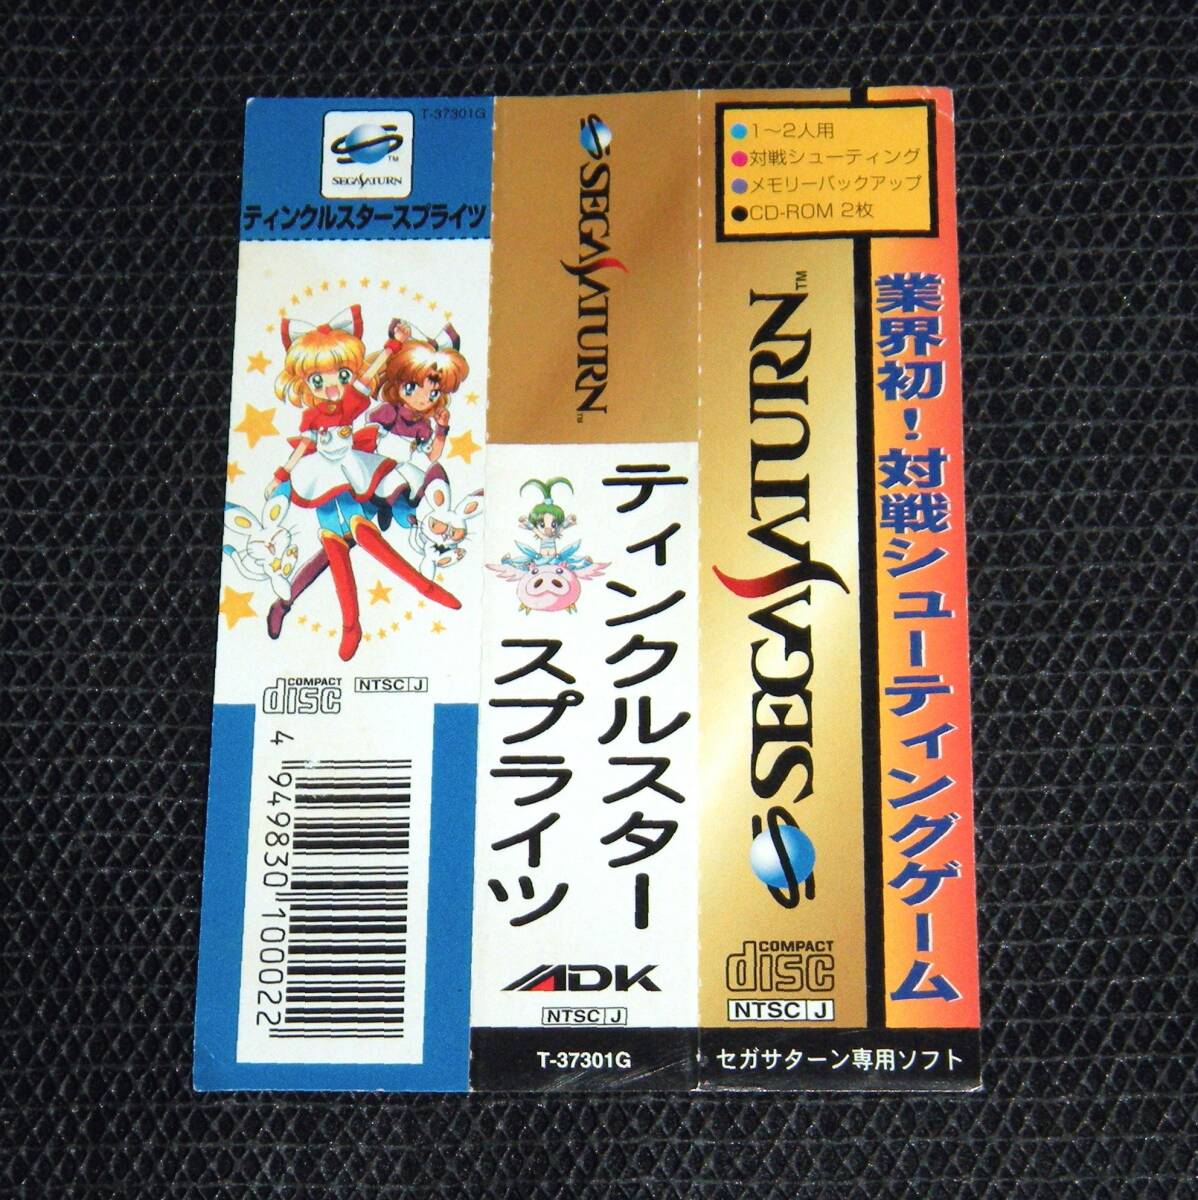 T-37301G
TM
SEGA SATURN
ティンクルスタースプライツ
COMPACT
disc
NTSC J
4 949830 100022
SEGA SATURN
TM
ティンクルスター
スプライツ
ADK
NTSC J
T-37301G
●1～2人用
●対戦シューティング
●メモリーバックアップ
●CD-ROM 2枚
SEGA SATURN
TM
COMPACT
disc
NTSC J
業界初!対戦シューティングゲーム
セガサターン専用ソフト